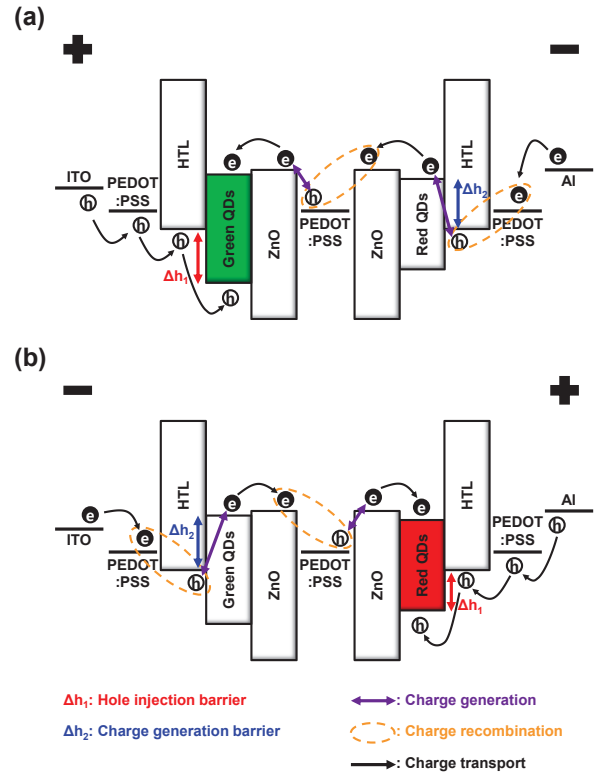 (a)
+
−
ITO
h
PEDOT
:PSS
h
HTL
h
Δh₁
e
Green QDs
h
e
ZnO
h
PEDOT
:PSS
e
ZnO
e
Red QDs
HTL
Δh₂
h
e
PEDOT
:PSS
e
Al
(b)
−
+
e
ITO
e
PEDOT
:PSS
HTL
Δh₂
h
e
Green QDs
e
ZnO
h
PEDOT
:PSS
e
ZnO
e
Red QDs
h
HTL
h
Δh₁
PEDOT
:PSS
h
Al
h
Δh₁: Hole injection barrier
Δh₂: Charge generation barrier
: Charge generation
: Charge recombination
: Charge transport